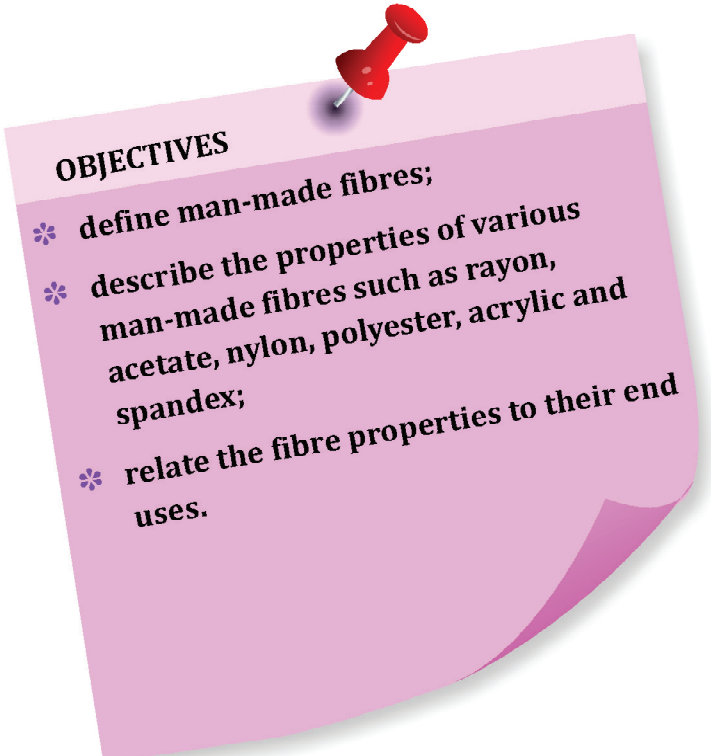 OBJECTIVES
define man-made fibres;
describe the properties of various
man-made fibres such as rayon,
acetate, nylon, polyester, acrylic and
spandex;
relate the fibre properties to their end
uses.